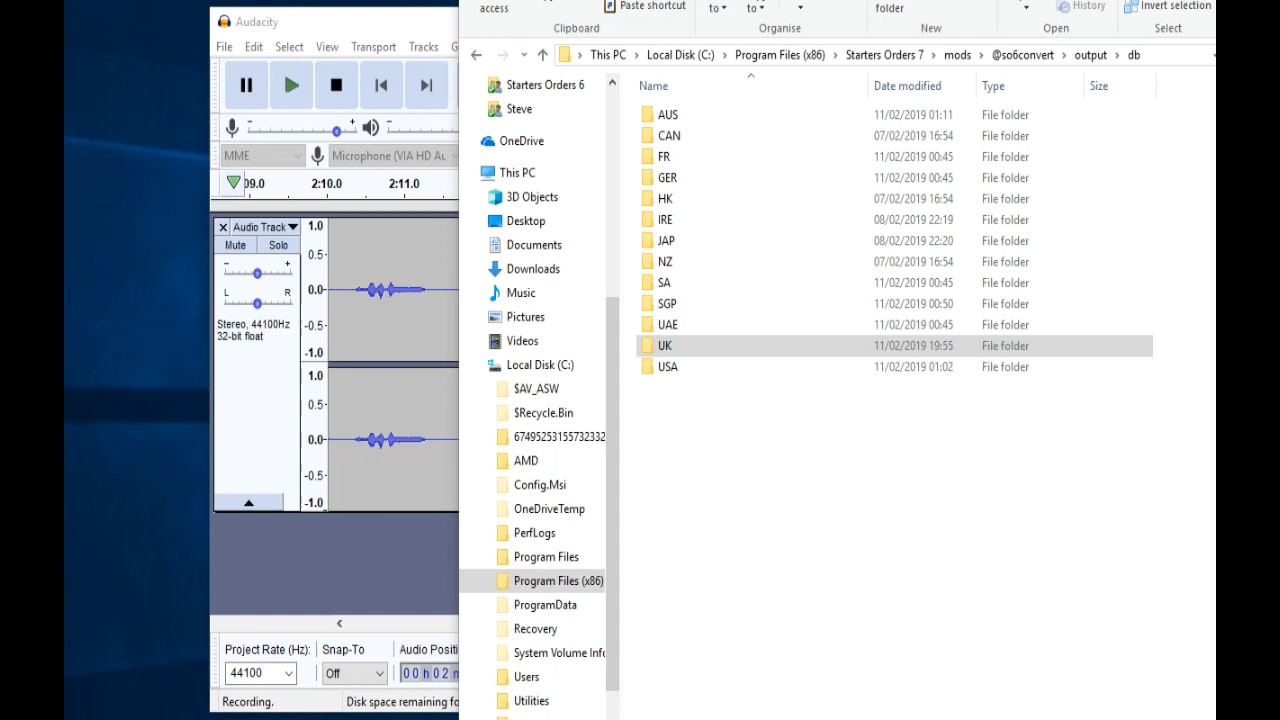 Audacity
File Edit Select View Transport Tracks G
MME
Microphone (VIA HD Au
09.0 2:10.0 2:11.0
Audio Track
Mute Solo
- +
L R
Stereo, 44100Hz
32-bit float
1.0
0.5
0.0
-0.5
-1.0
1.0
0.5
0.0
-0.5
-1.0
Project Rate (Hz): Snap-To Audio Positi
44100 Off 00 h 02 m
Recording. Disk space remaining fo
access Paste shortcut to to folder History Invert selection
Clipboard Organise New Open Select
This PC > Local Disk (C:) > Program Files (x86) > Starters Orders 7 > mods > @so6convert > output > db
Starters Orders 6
Steve
OneDrive
This PC
3D Objects
Desktop
Documents
Downloads
Music
Pictures
Videos
Local Disk (C:)
$AV_ASW
$Recycle.Bin
67495253155732332
AMD
Config.Msi
OneDriveTemp
PerfLogs
Program Files
Program Files (x86)
ProgramData
Recovery
System Volume Info
Users
Utilities
Name Date modified Type Size
AUS 11/02/2019 01:11 File folder
CAN 07/02/2019 16:54 File folder
FR 11/02/2019 00:45 File folder
GER 11/02/2019 00:45 File folder
HK 07/02/2019 16:54 File folder
IRE 08/02/2019 22:19 File folder
JAP 08/02/2019 22:20 File folder
NZ 07/02/2019 16:54 File folder
SA 11/02/2019 00:45 File folder
SGP 11/02/2019 00:50 File folder
UAE 11/02/2019 00:45 File folder
UK 11/02/2019 19:55 File folder
USA 11/02/2019 01:02 File folder